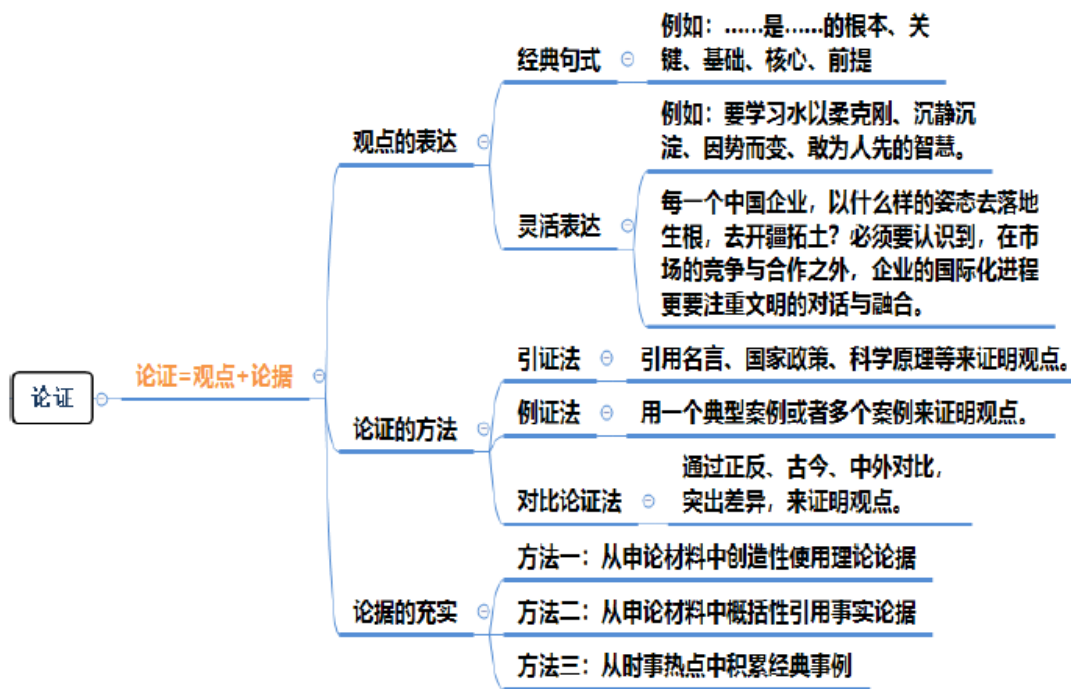 论证
论证=观点+论据
观点的表达
经典句式
例如：……是……的根本、关
键、基础、核心、前提
灵活表达
例如：要学习水以柔克刚、沉静沉
淀、因势而变、敢为人先的智慧。
每一个中国企业，以什么样的姿态去落地
生根，去开疆拓土？必须要认识到，在市
场的竞争与合作之外，企业的国际化进程
更要注重文明的对话与融合。
论证的方法
引证法
引用名言、国家政策、科学原理等来证明观点。
例证法
用一个典型案例或者多个案例来证明观点。
对比论证法
通过正反、古今、中外对比，
突出差异，来证明观点。
论据的充实
方法一：从申论材料中创造性使用理论论据
方法二：从申论材料中概括性引用事实论据
方法三：从时事热点中积累经典事例